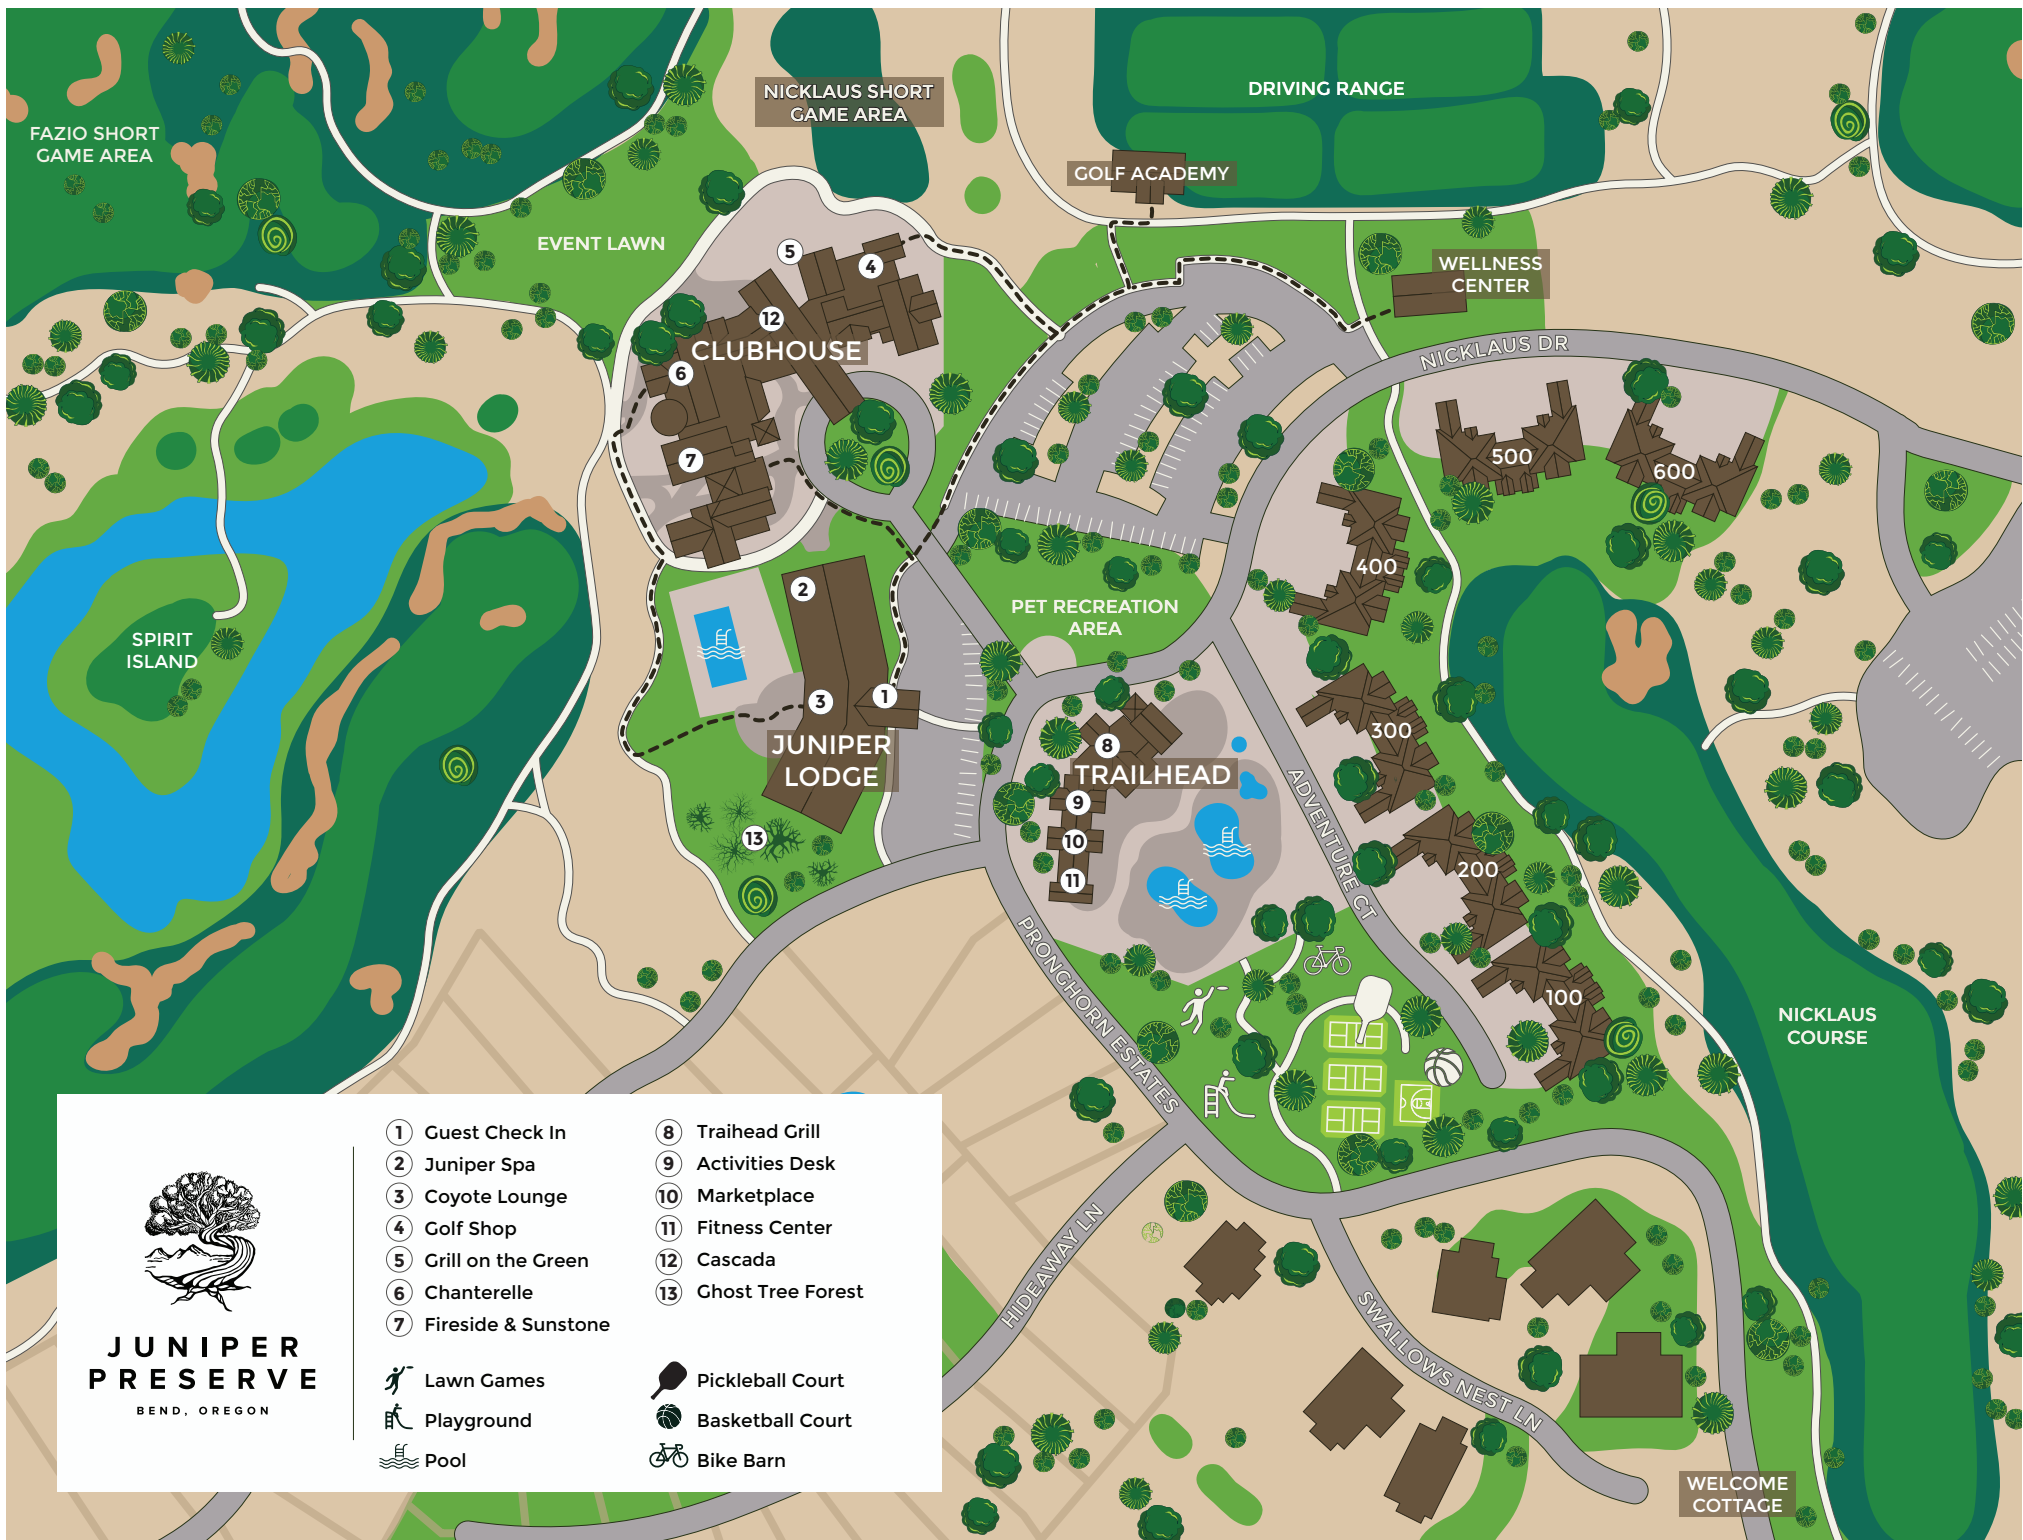 NICKLAUS SHORT
GAME AREA
DRIVING RANGE
FAZIO SHORT
GAME AREA
GOLF ACADEMY
EVENT LAWN
WELLNESS
CENTER
5
4
12
CLUBHOUSE
6
7
NICKLAUS DR
500
600
400
2
PET RECREATION
AREA
SPIRIT
ISLAND
3
1
JUNIPER
LODGE
300
8
TRAILHEAD
9
10
11
13
ADVENTURE CT
200
100
PRONGHORN ESTATES
NICKLAUS
COURSE
HIDEAWAY LN
SWALLOWS NEST LN
WELCOME
COTTAGE
JUNIPER
PRESERVE
BEND, OREGON
1 Guest Check In
2 Juniper Spa
3 Coyote Lounge
4 Golf Shop
5 Grill on the Green
6 Chanterelle
7 Fireside & Sunstone
8 Traihead Grill
9 Activities Desk
10 Marketplace
11 Fitness Center
12 Cascada
13 Ghost Tree Forest
Lawn Games
Playground
Pool
Pickleball Court
Basketball Court
Bike Barn